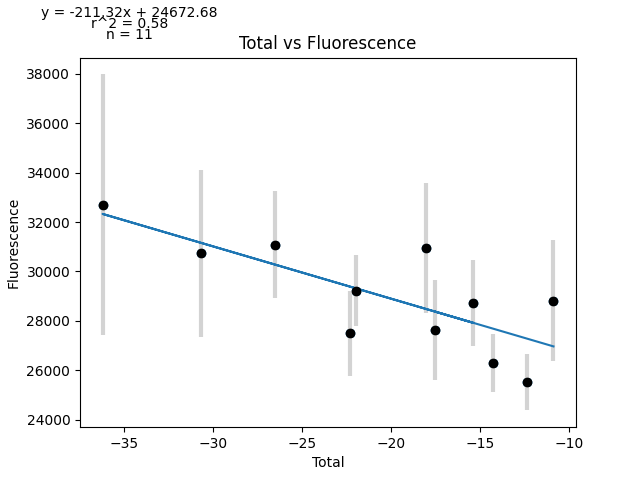 y = -211.32x + 24672.68
r^2 = 0.58
n = 11
Total vs Fluorescence
38000
36000
34000
32000
30000
28000
26000
24000
Fluorescence
−35 −30 −25 −20 −15 −10
Total